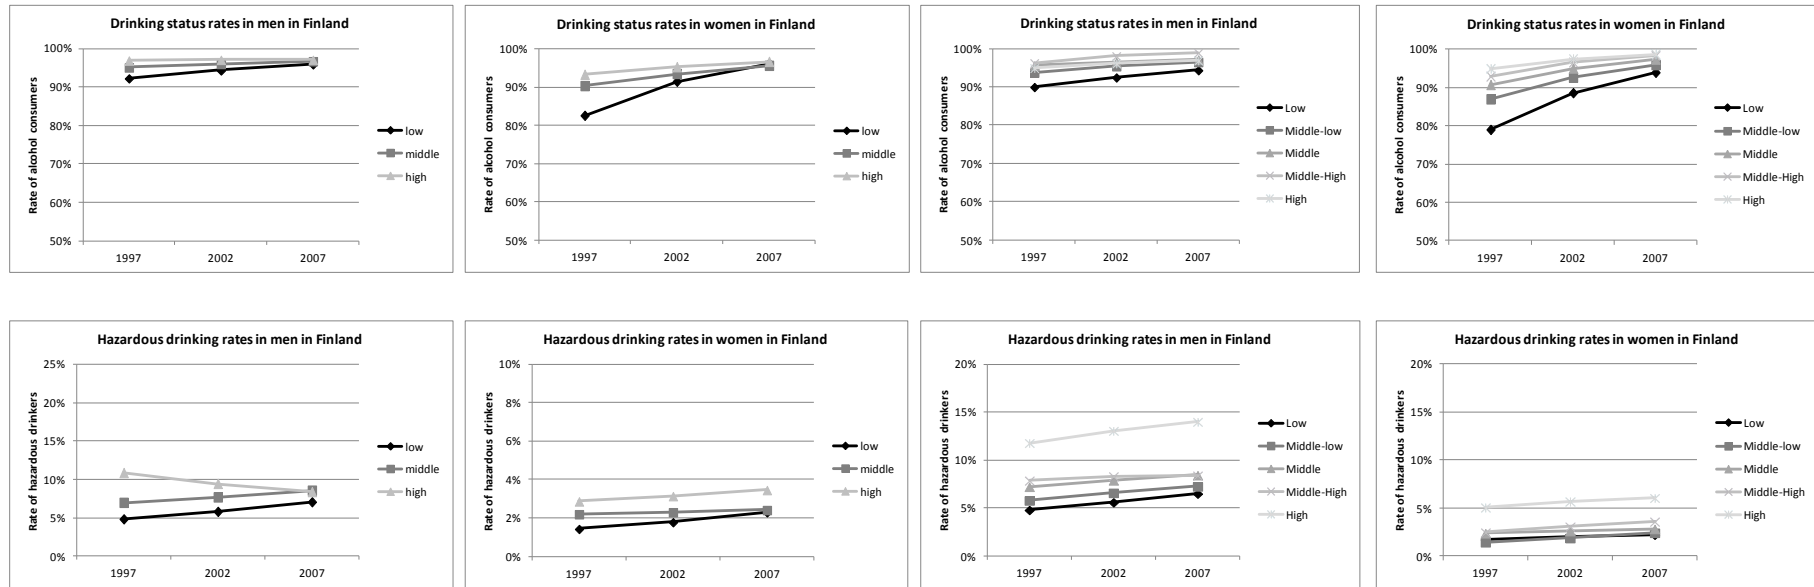 Drinking status rates in men in Finland
Rate of alcohol consumers
100%
90%
80%
70%
60%
50%
1997 2002 2007
low
middle
high
Drinking status rates in women in Finland
Rate of alcohol consumers
100%
90%
80%
70%
60%
50%
1997 2002 2007
low
middle
high
Drinking status rates in men in Finland
Rate of alcohol consumers
100%
90%
80%
70%
60%
50%
1997 2002 2007
Low
Middle-low
Middle
Middle-High
High
Drinking status rates in women in Finland
Rate of alcohol consumers
100%
90%
80%
70%
60%
50%
1997 2002 2007
Low
Middle-low
Middle
Middle-High
High
Hazardous drinking rates in men in Finland
Rate of hazardous drinkers
25%
20%
15%
10%
5%
0%
1997 2002 2007
low
middle
high
Hazardous drinking rates in women in Finland
Rate of hazardous drinkers
10%
8%
6%
4%
2%
0%
1997 2002 2007
low
middle
high
Hazardous drinking rates in men in Finland
Rate of hazardous drinkers
20%
15%
10%
5%
0%
1997 2002 2007
Low
Middle-low
Middle
Middle-High
High
Hazardous drinking rates in women in Finland
Rate of hazardous drinkers
20%
15%
10%
5%
0%
1997 2002 2007
Low
Middle-low
Middle
Middle-High
High